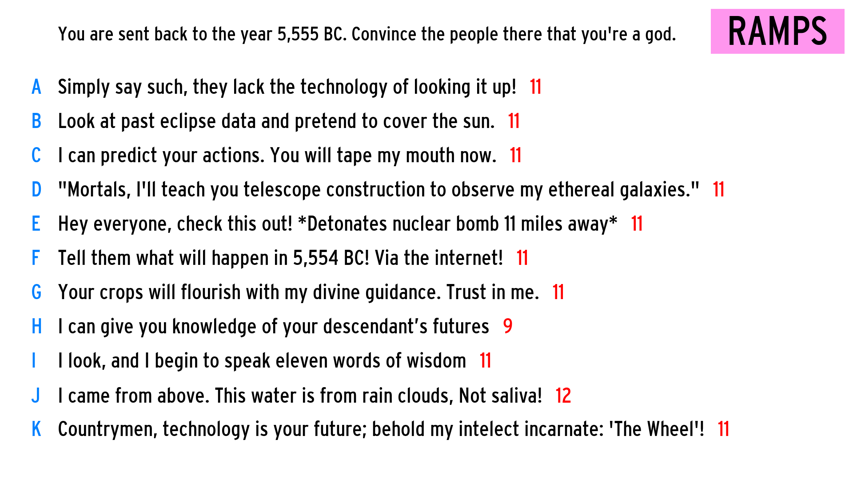 You are sent back to the year 5,555 BC. Convince the people there that you're a god.
RAMPS
A Simply say such, they lack the technology of looking it up! 11
B Look at past eclipse data and pretend to cover the sun. 11
C I can predict your actions. You will tape my mouth now. 11
D "Mortals, I'll teach you telescope construction to observe my ethereal galaxies." 11
E Hey everyone, check this out! *Detonates nuclear bomb 11 miles away* 11
F Tell them what will happen in 5,554 BC! Via the internet! 11
G Your crops will flourish with my divine guidance. Trust in me. 11
H I can give you knowledge of your descendant’s futures 9
I I look, and I begin to speak eleven words of wisdom 11
J I came from above. This water is from rain clouds, Not saliva! 12
K Countrymen, technology is your future; behold my intelect incarnate: 'The Wheel'! 11